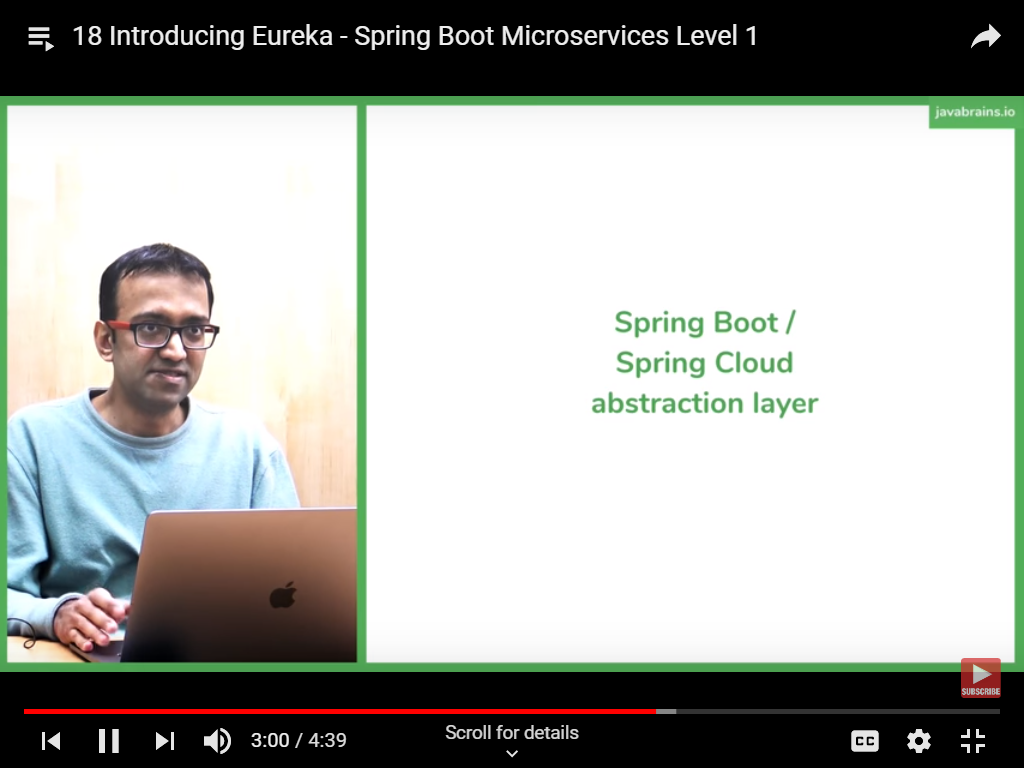 18 Introducing Eureka - Spring Boot Microservices Level 1
javabrains.io
Spring Boot /
Spring Cloud
abstraction layer
SUBSCRIBE
3:00 / 4:39
Scroll for details
CC